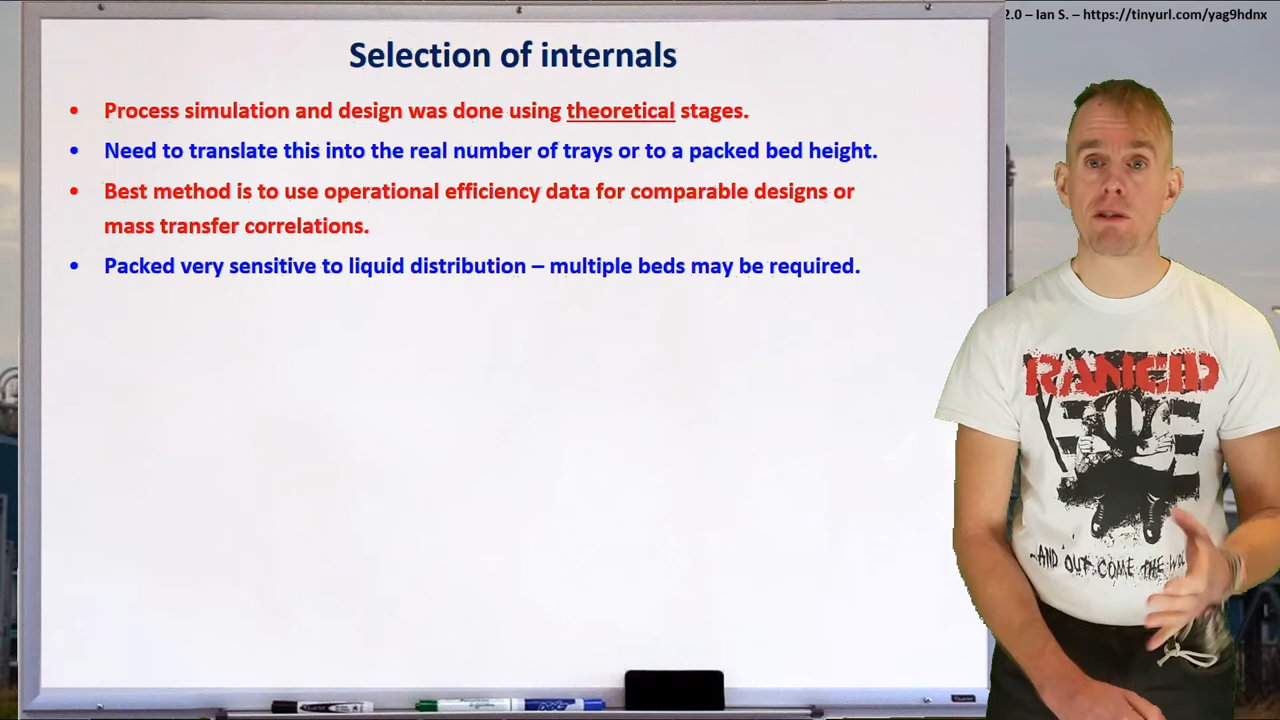 2.0 – Ian S. – https://tinyurl.com/yag9hdnx
Selection of internals
• Process simulation and design was done using theoretical stages.
• Need to translate this into the real number of trays or to a packed bed height.
• Best method is to use operational efficiency data for comparable designs or
mass transfer correlations.
• Packed very sensitive to liquid distribution – multiple beds may be required.
RANCID
...AND OUT COME THE WOL